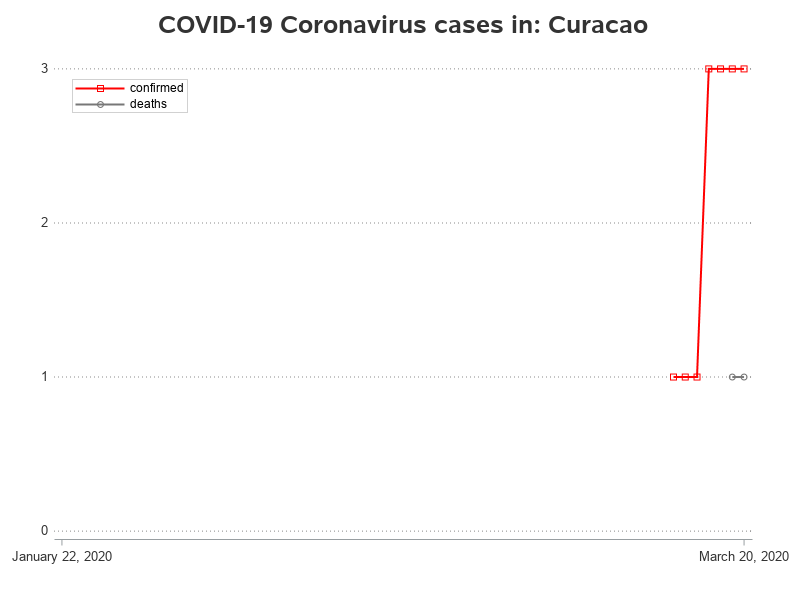 COVID-19 Coronavirus cases in: Curacao
3
confirmed
deaths
2
1
0
January 22, 2020
March 20, 2020